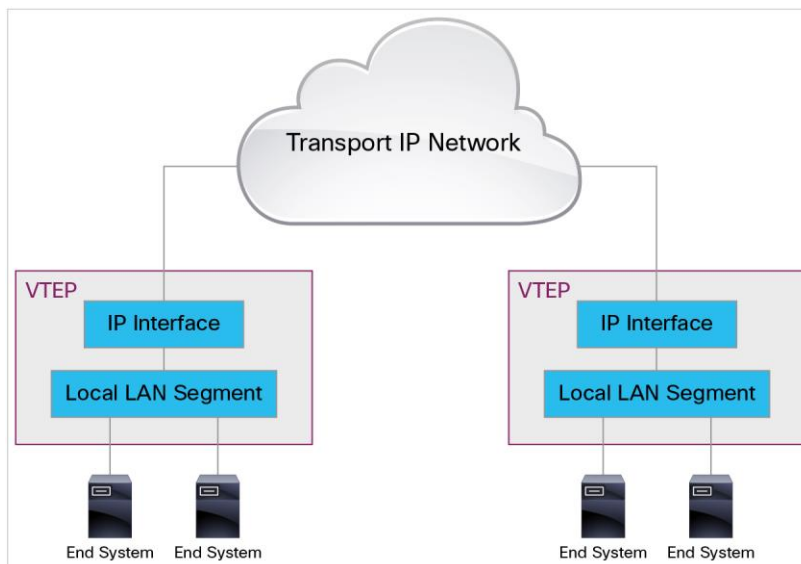 Transport IP Network
VTEP
IP Interface
Local LAN Segment
End System
End System
VTEP
IP Interface
Local LAN Segment
End System
End System